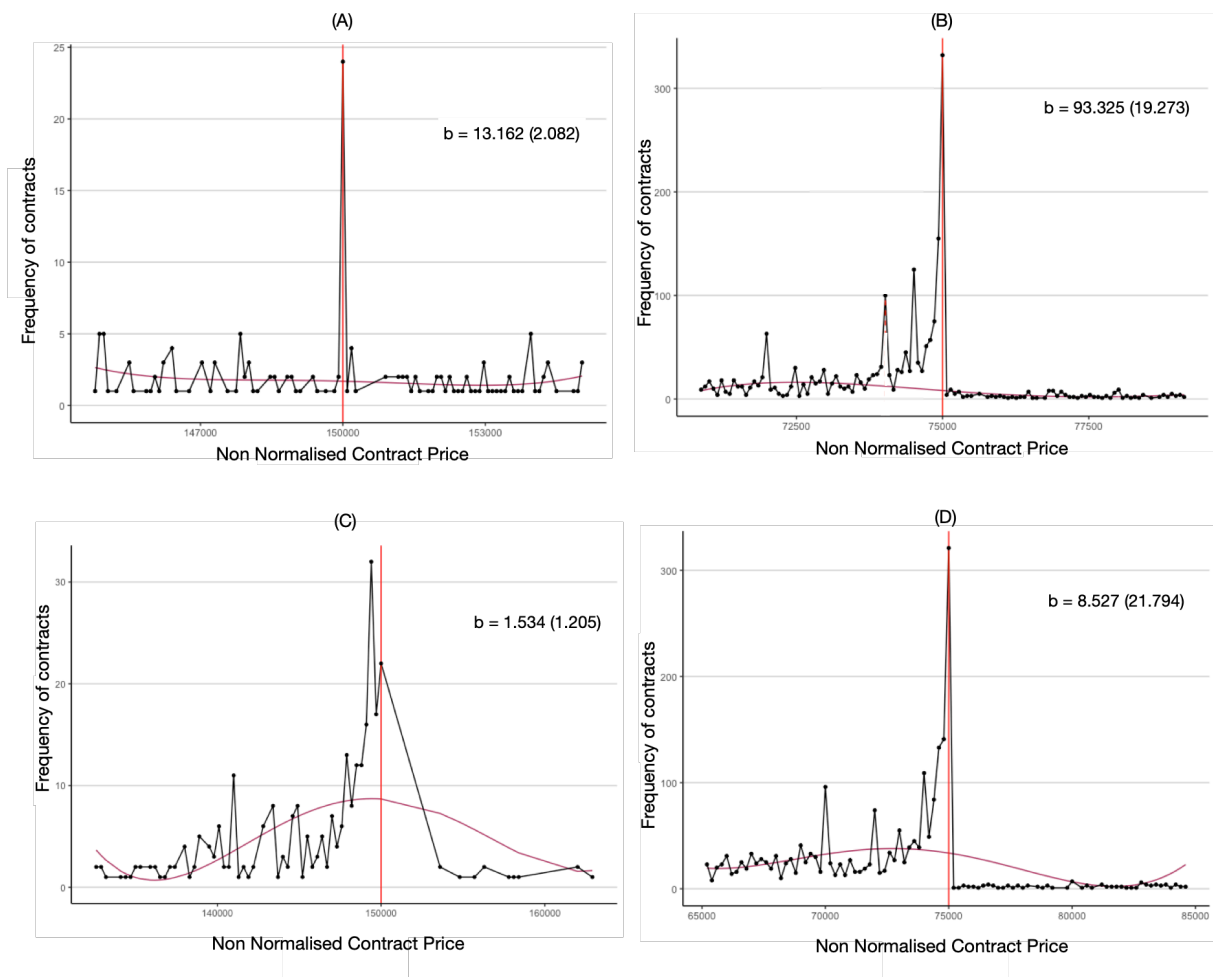 (A)
25
20
15
10
5
0
Frequency of contracts
b = 13.162 (2.082)
147000 150000 153000
Non Normalised Contract Price
(B)
300
200
100
0
Frequency of contracts
b = 93.325 (19.273)
72500 75000 77500
Non Normalised Contract Price
(C)
30
20
10
0
Frequency of contracts
b = 1.534 (1.205)
140000 150000 160000
Non Normalised Contract Price
(D)
300
200
100
0
Frequency of contracts
b = 8.527 (21.794)
65000 70000 75000 80000 85000
Non Normalised Contract Price